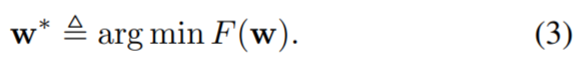 w* ≜ arg min F(w). (3)